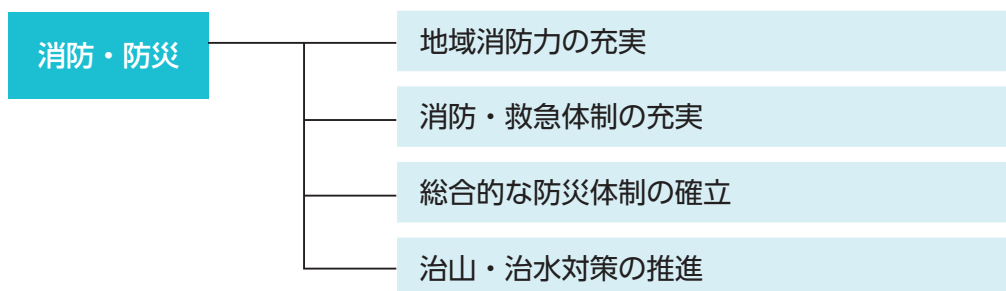 消防・防災
地域消防力の充実
消防・救急体制の充実
総合的な防災体制の確立
治山・治水対策の推進